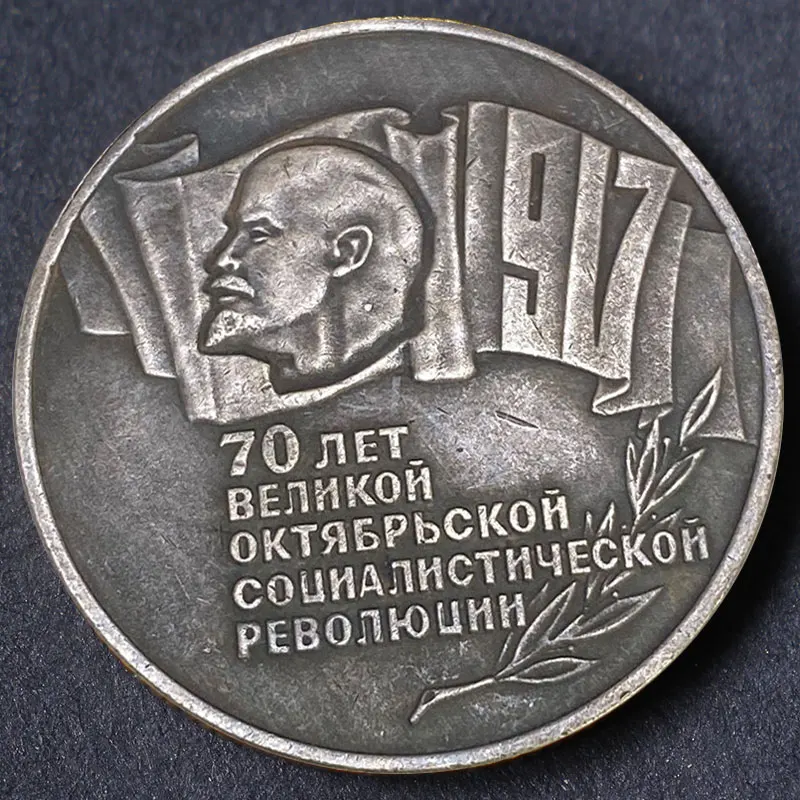 1917
70 ЛЕТ
ВЕЛИКОЙ
ОКТЯБРЬСКОЙ
СОЦИАЛИСТИЧЕСКОЙ
РЕВОЛЮЦИИ